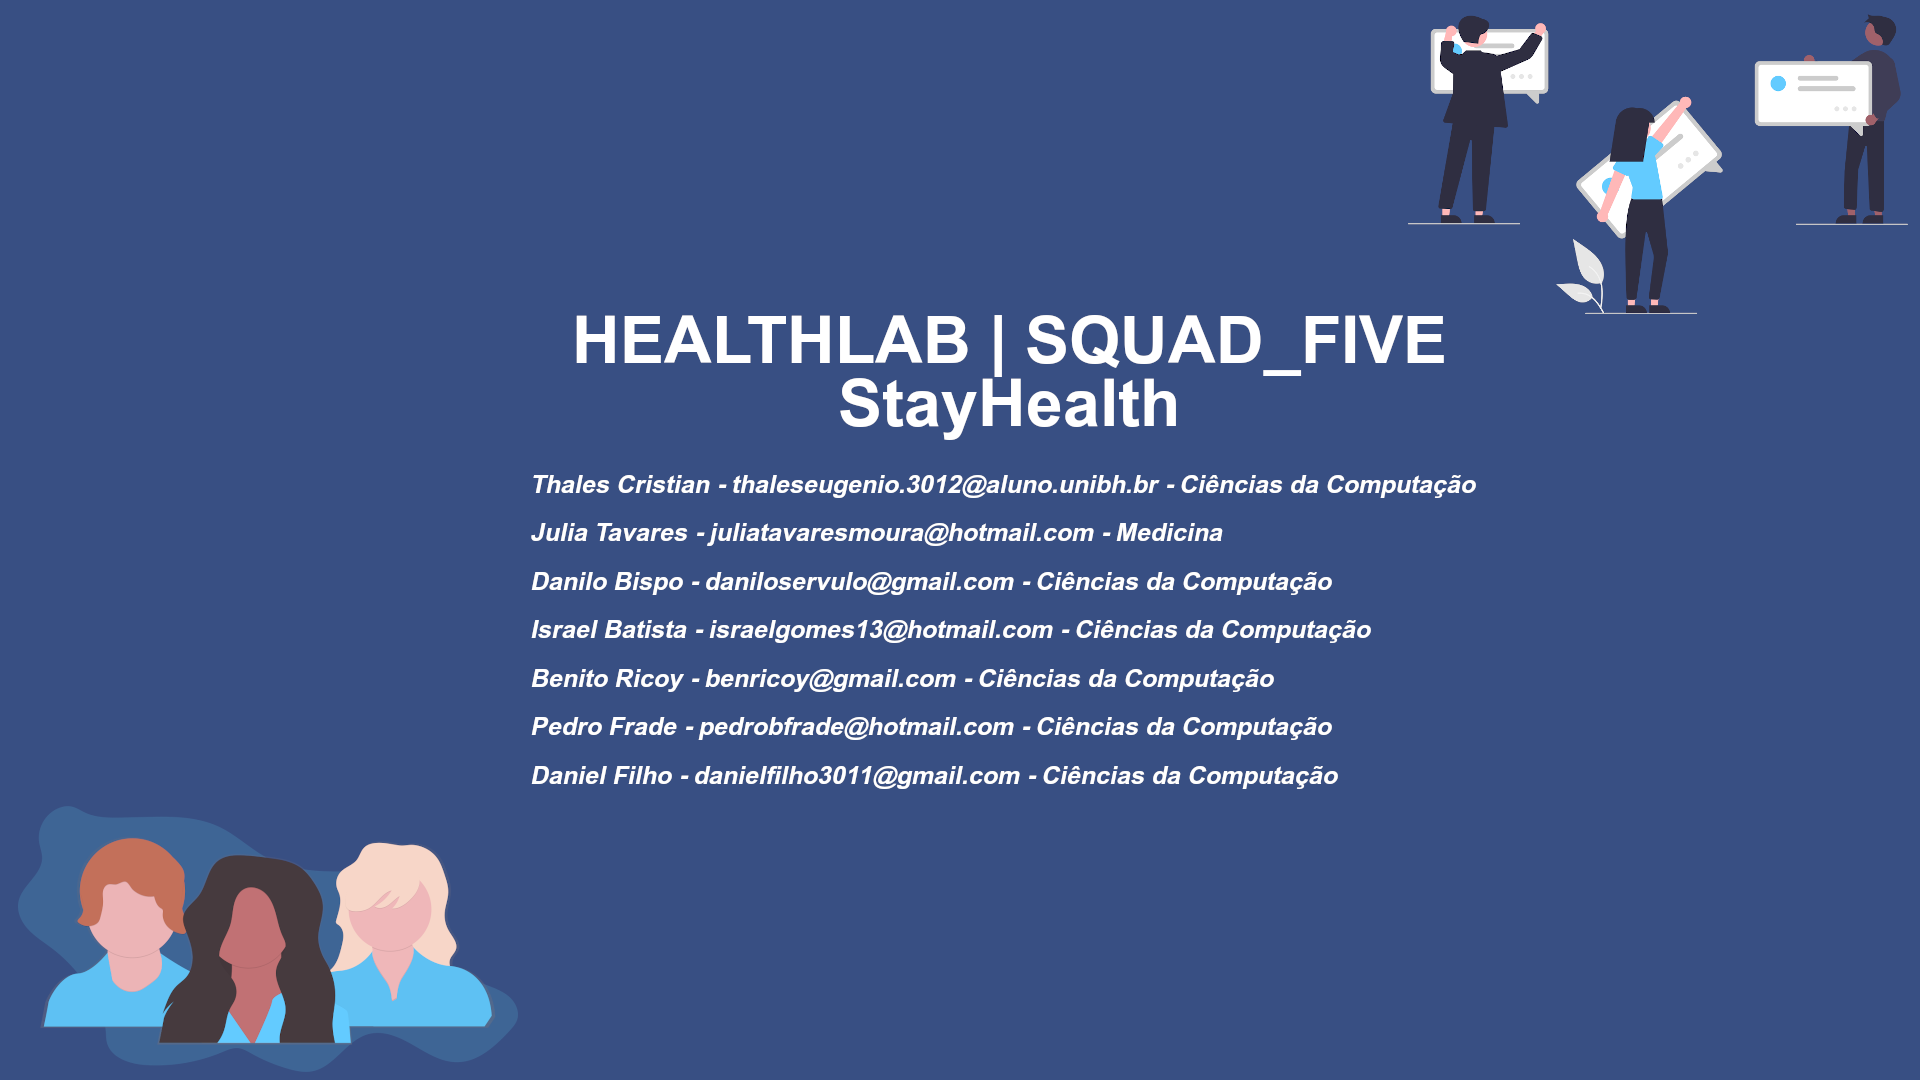 HEALTHLAB | SQUAD_FIVE
StayHealth
Thales Cristian - thaleseugenio.3012@aluno.unibh.br - Ciências da Computação
Julia Tavares - juliatavaresmoura@hotmail.com - Medicina
Danilo Bispo - daniloservulo@gmail.com - Ciências da Computação
Israel Batista - israelgomes13@hotmail.com - Ciências da Computação
Benito Ricoy - benricoy@gmail.com - Ciências da Computação
Pedro Frade - pedrobfrade@hotmail.com - Ciências da Computação
Daniel Filho - danielfilho3011@gmail.com - Ciências da Computação